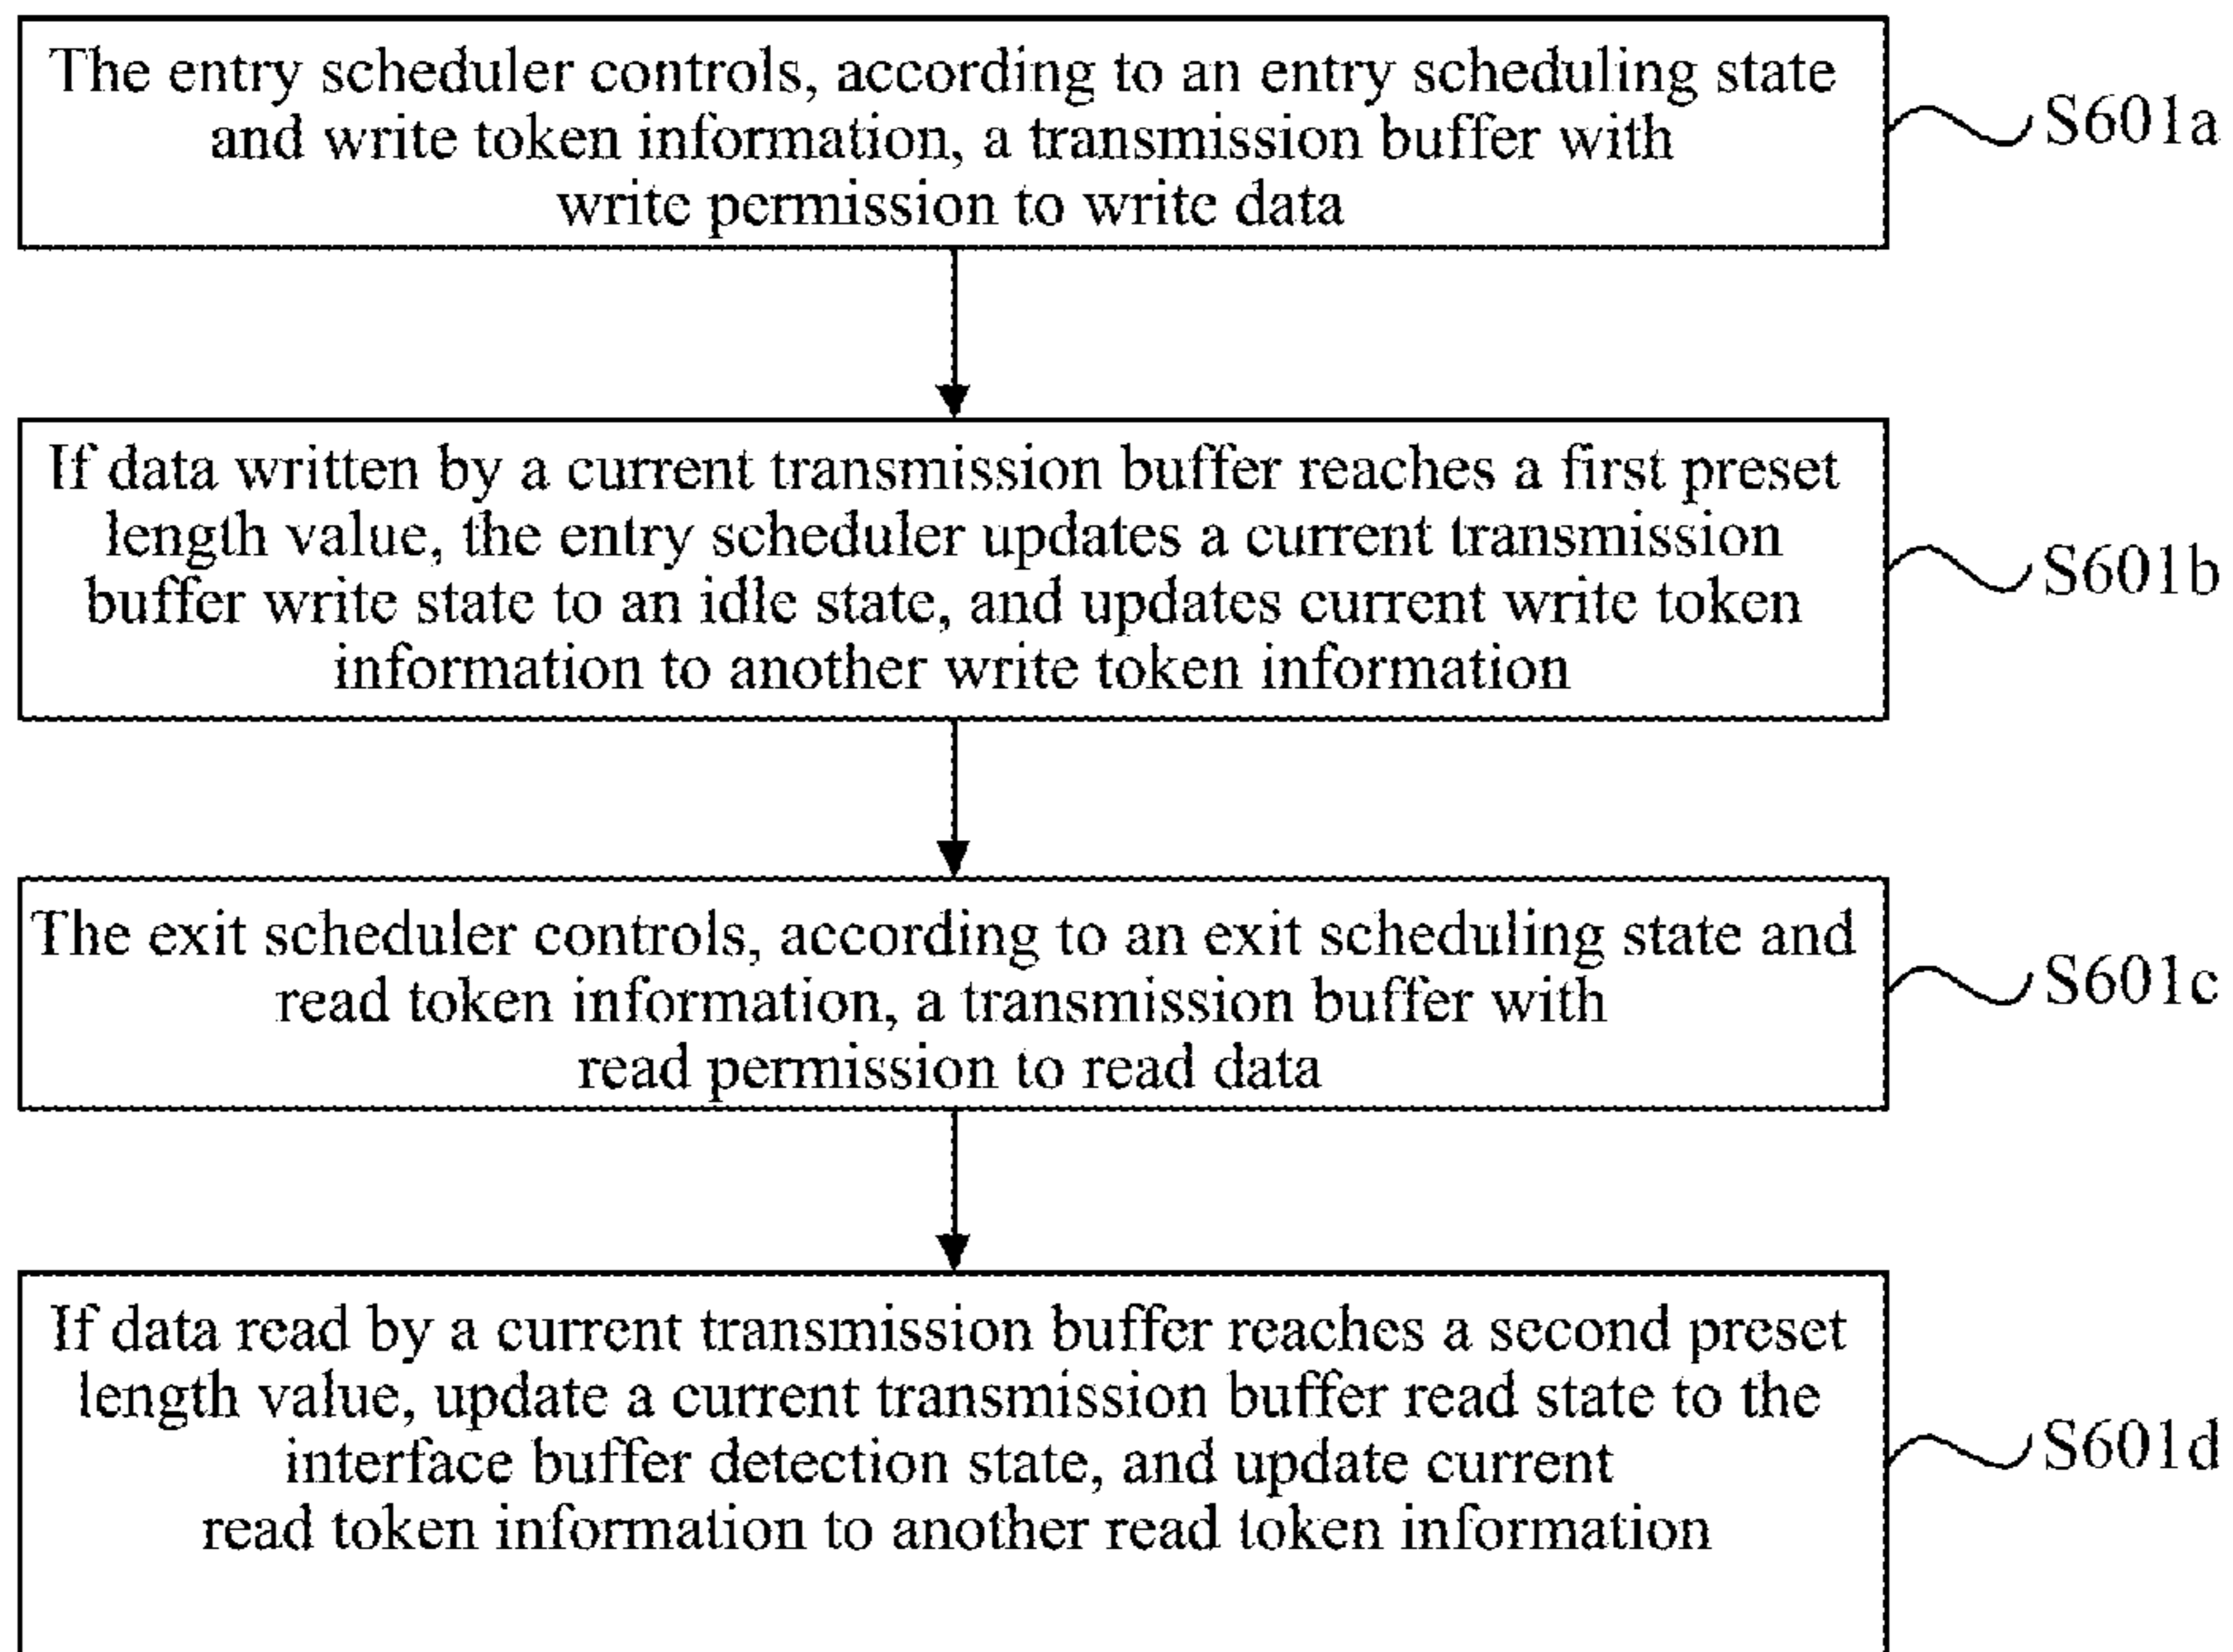 The entry scheduler controls, according to an entry scheduling state
and write token information, a transmission buffer with
write permission to write data
S601a
If data written by a current transmission buffer reaches a first preset
length value, the entry scheduler updates a current transmission
buffer write state to an idle state, and updates current write token
information to another write token information
S601b
The exit scheduler controls, according to an exit scheduling state and
read token information, a transmission buffer with
read permission to read data
S601c
If data read by a current transmission buffer reaches a second preset
length value, update a current transmission buffer read state to the
interface buffer detection state, and update current
read token information to another read token information
S601d